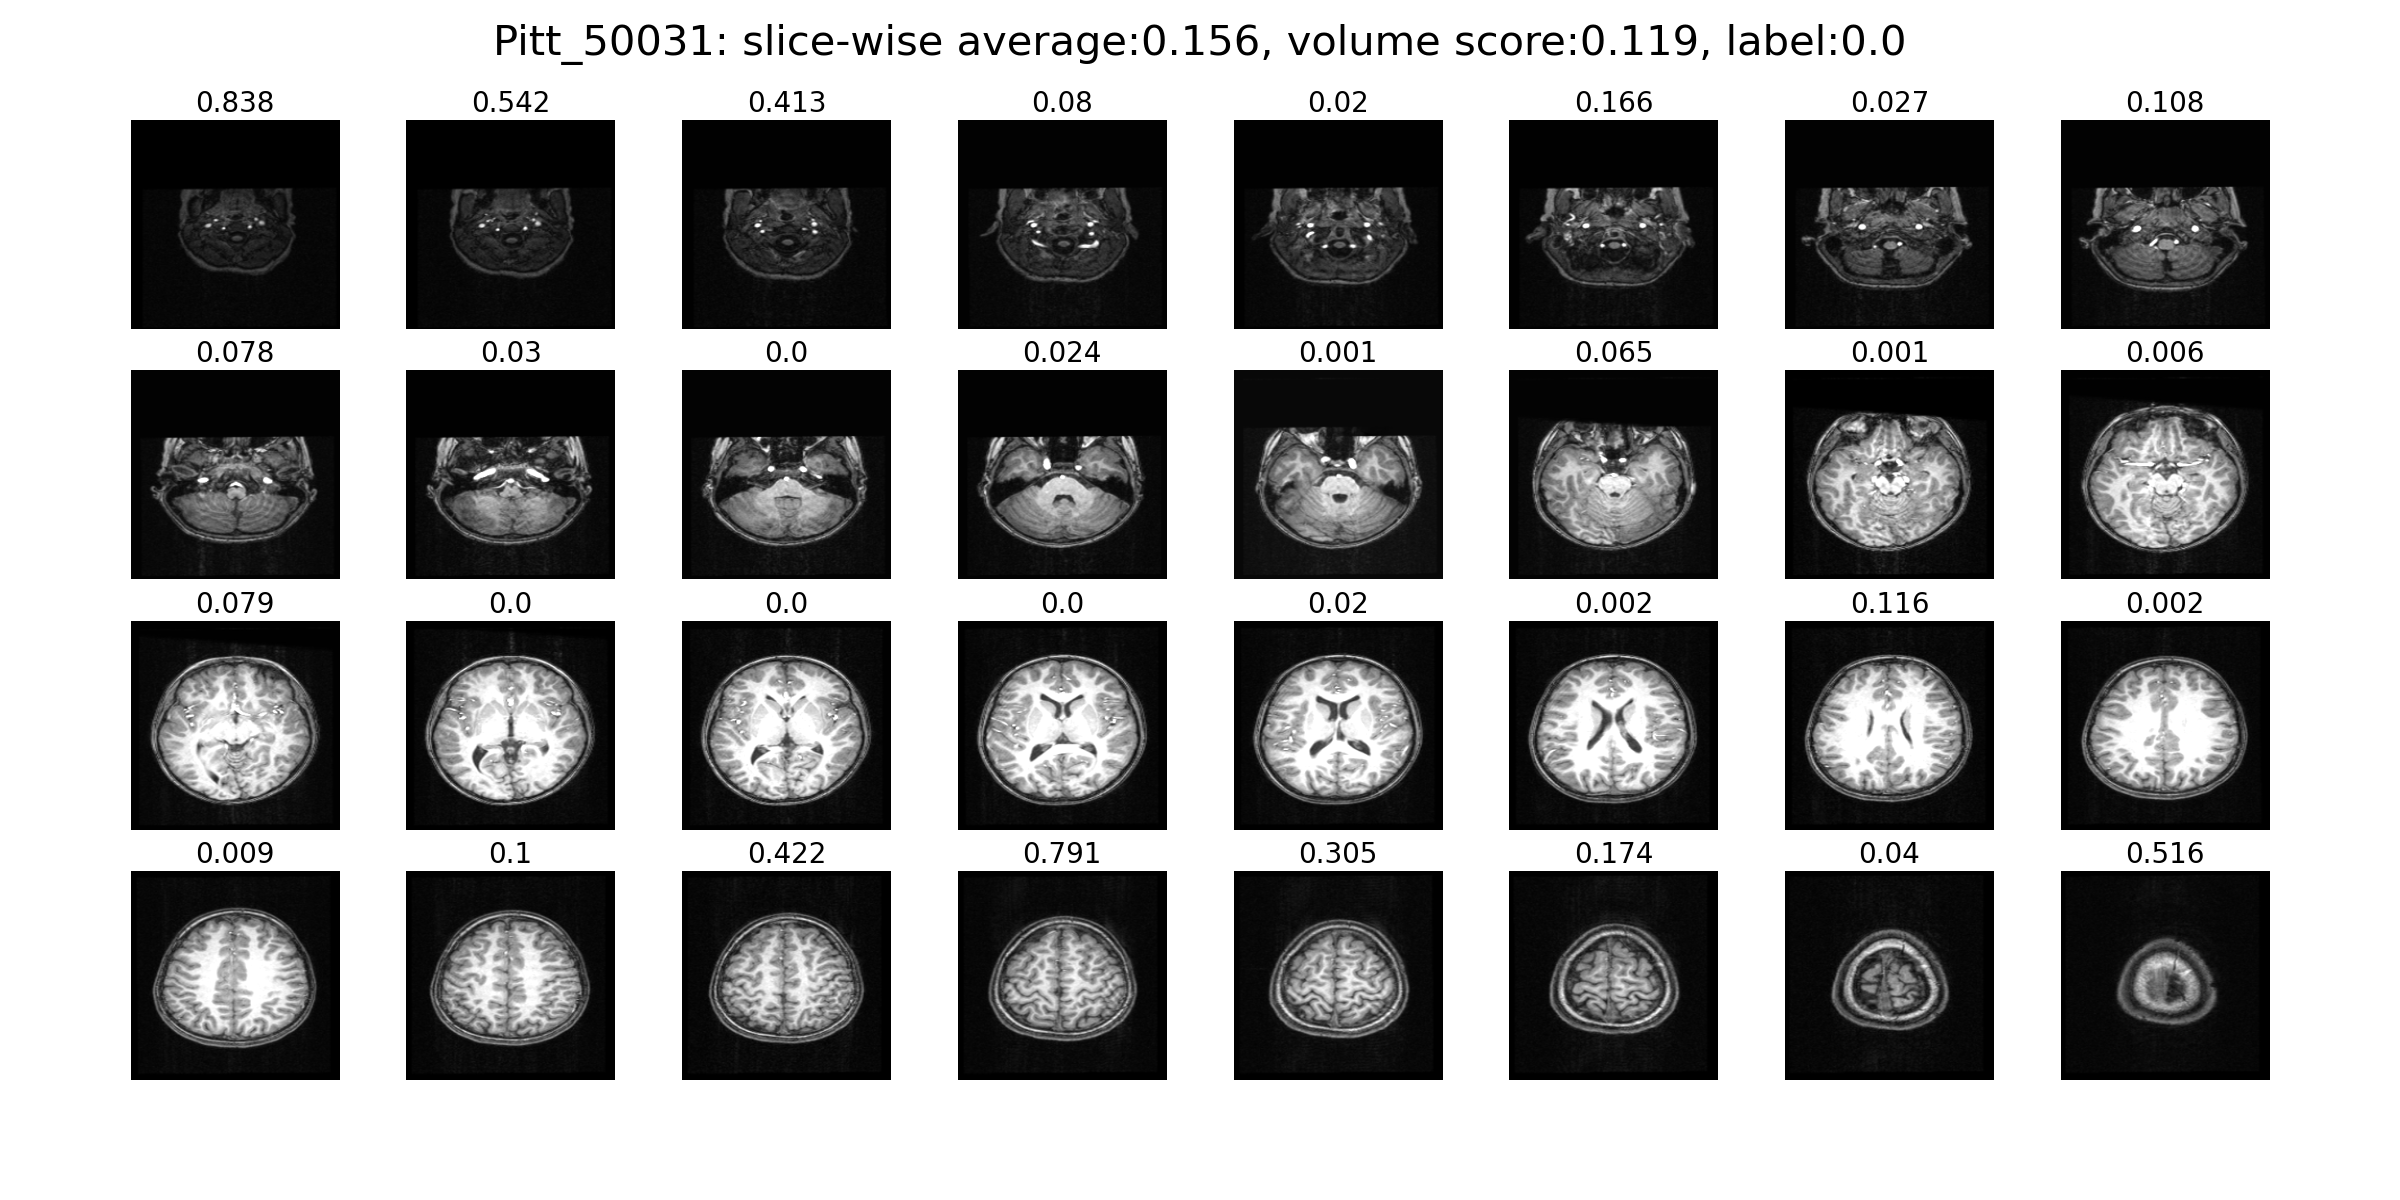 Pitt_50031: slice-wise average:0.156, volume score:0.119, label:0.0
0.838 0.542 0.413 0.08 0.02 0.166 0.027 0.108
0.078 0.03 0.0 0.024 0.001 0.065 0.001 0.006
0.079 0.0 0.0 0.0 0.02 0.002 0.116 0.002
0.009 0.1 0.422 0.791 0.305 0.174 0.04 0.516